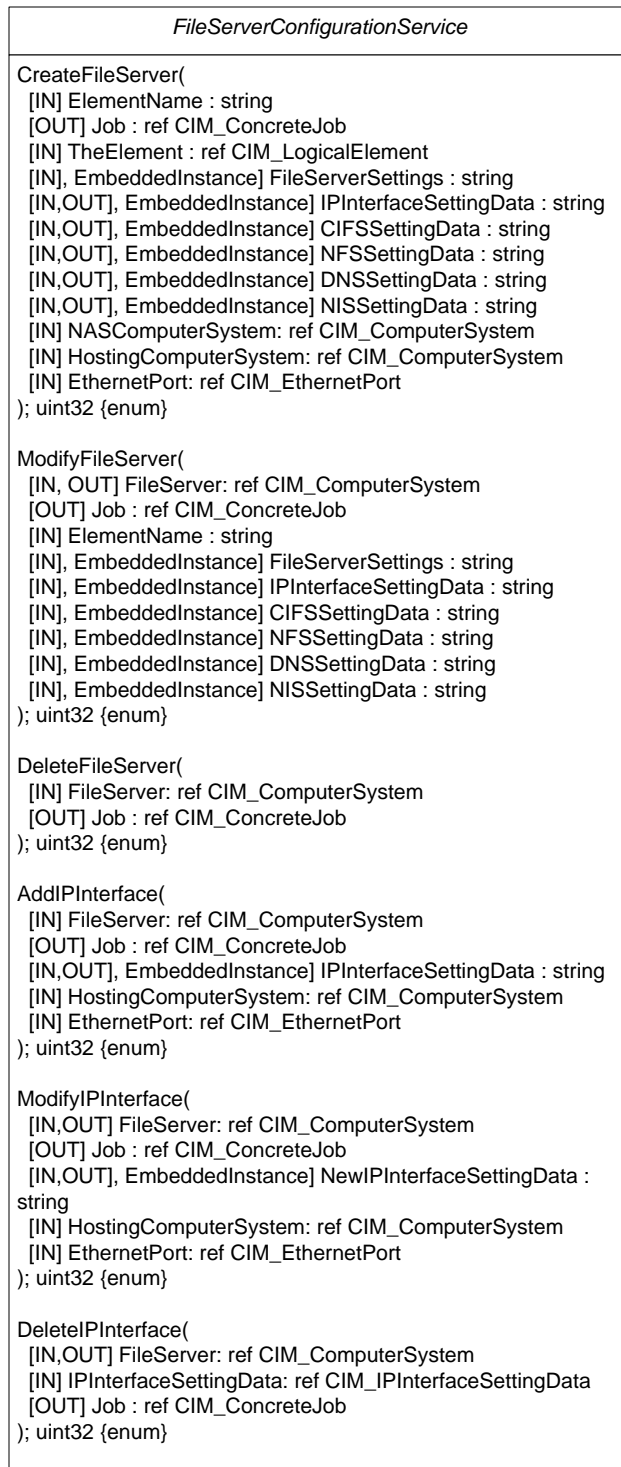 FileServerConfigurationService
CreateFileServer(
[IN] ElementName : string
[OUT] Job : ref CIM_ConcreteJob
[IN] TheElement : ref CIM_LogicalElement
[IN], EmbeddedInstance] FileServerSettings : string
[IN,OUT], EmbeddedInstance] IPInterfaceSettingData : string
[IN,OUT], EmbeddedInstance] CIFSSettingData : string
[IN,OUT], EmbeddedInstance] NFSSettingData : string
[IN,OUT], EmbeddedInstance] DNSSettingData : string
[IN,OUT], EmbeddedInstance] NISSettingData : string
[IN] NASComputerSystem: ref CIM_ComputerSystem
[IN] HostingComputerSystem: ref CIM_ComputerSystem
[IN] EthernetPort: ref CIM_EthernetPort
); uint32 {enum}
ModifyFileServer(
[IN, OUT] FileServer: ref CIM_ComputerSystem
[OUT] Job : ref CIM_ConcreteJob
[IN] ElementName : string
[IN], EmbeddedInstance] FileServerSettings : string
[IN], EmbeddedInstance] IPInterfaceSettingData : string
[IN], EmbeddedInstance] CIFSSettingData : string
[IN], EmbeddedInstance] NFSSettingData : string
[IN], EmbeddedInstance] DNSSettingData : string
[IN], EmbeddedInstance] NISSettingData : string
); uint32 {enum}
DeleteFileServer(
[IN] FileServer: ref CIM_ComputerSystem
[OUT] Job : ref CIM_ConcreteJob
); uint32 {enum}
AddIPInterface(
[IN] FileServer: ref CIM_ComputerSystem
[OUT] Job : ref CIM_ConcreteJob
[IN,OUT], EmbeddedInstance] IPInterfaceSettingData : string
[IN] HostingComputerSystem: ref CIM_ComputerSystem
[IN] EthernetPort: ref CIM_EthernetPort
); uint32 {enum}
ModifyIPInterface(
[IN,OUT] FileServer: ref CIM_ComputerSystem
[OUT] Job : ref CIM_ConcreteJob
[IN,OUT], EmbeddedInstance] NewIPInterfaceSettingData :
string
[IN] HostingComputerSystem: ref CIM_ComputerSystem
[IN] EthernetPort: ref CIM_EthernetPort
); uint32 {enum}
DeleteIPInterface(
[IN,OUT] FileServer: ref CIM_ComputerSystem
[IN] IPInterfaceSettingData: ref CIM_IPInterfaceSettingData
[OUT] Job : ref CIM_ConcreteJob
); uint32 {enum}